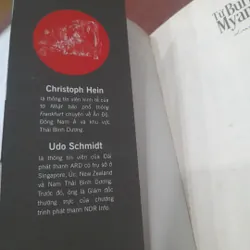 Christoph Hein
là thông tín viên kinh tế của
tờ Nhật báo phổ thông
Frankfurt chuyên về Ấn Độ,
Đông Nam Á và khu vực
Thái Bình Dương.
Udo Schmidt
là thông tín viên của Đài
phát thanh ARD có trụ sở ở
Singapore, Úc, New Zealand
và Nam Thái Bình Dương.
Trước đó, ông là Giám đốc
thường trực của chương
trình phát thanh NDR Info.
Từ